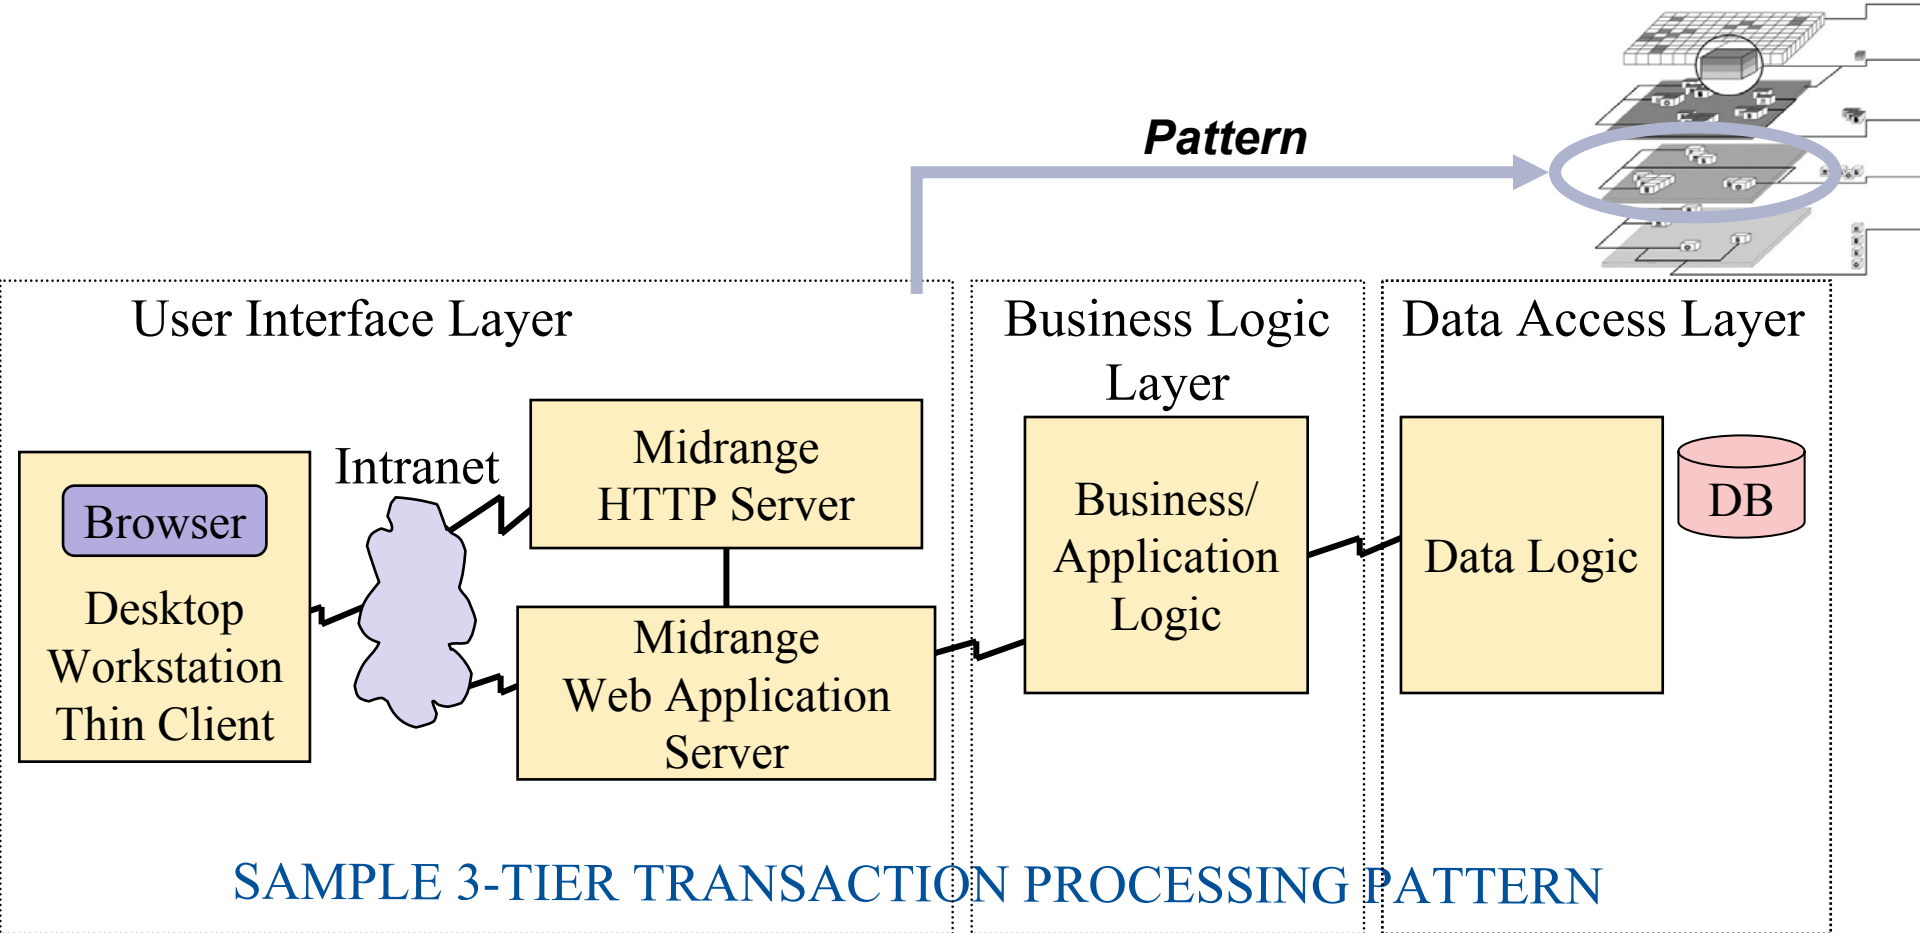 Pattern
User Interface Layer
Business Logic
Layer
Data Access Layer
Intranet
Browser
Desktop
Workstation
Thin Client
Midrange
HTTP Server
Midrange
Web Application
Server
Business/
Application
Logic
Data Logic
DB
SAMPLE 3-TIER TRANSACTION PROCESSING PATTERN